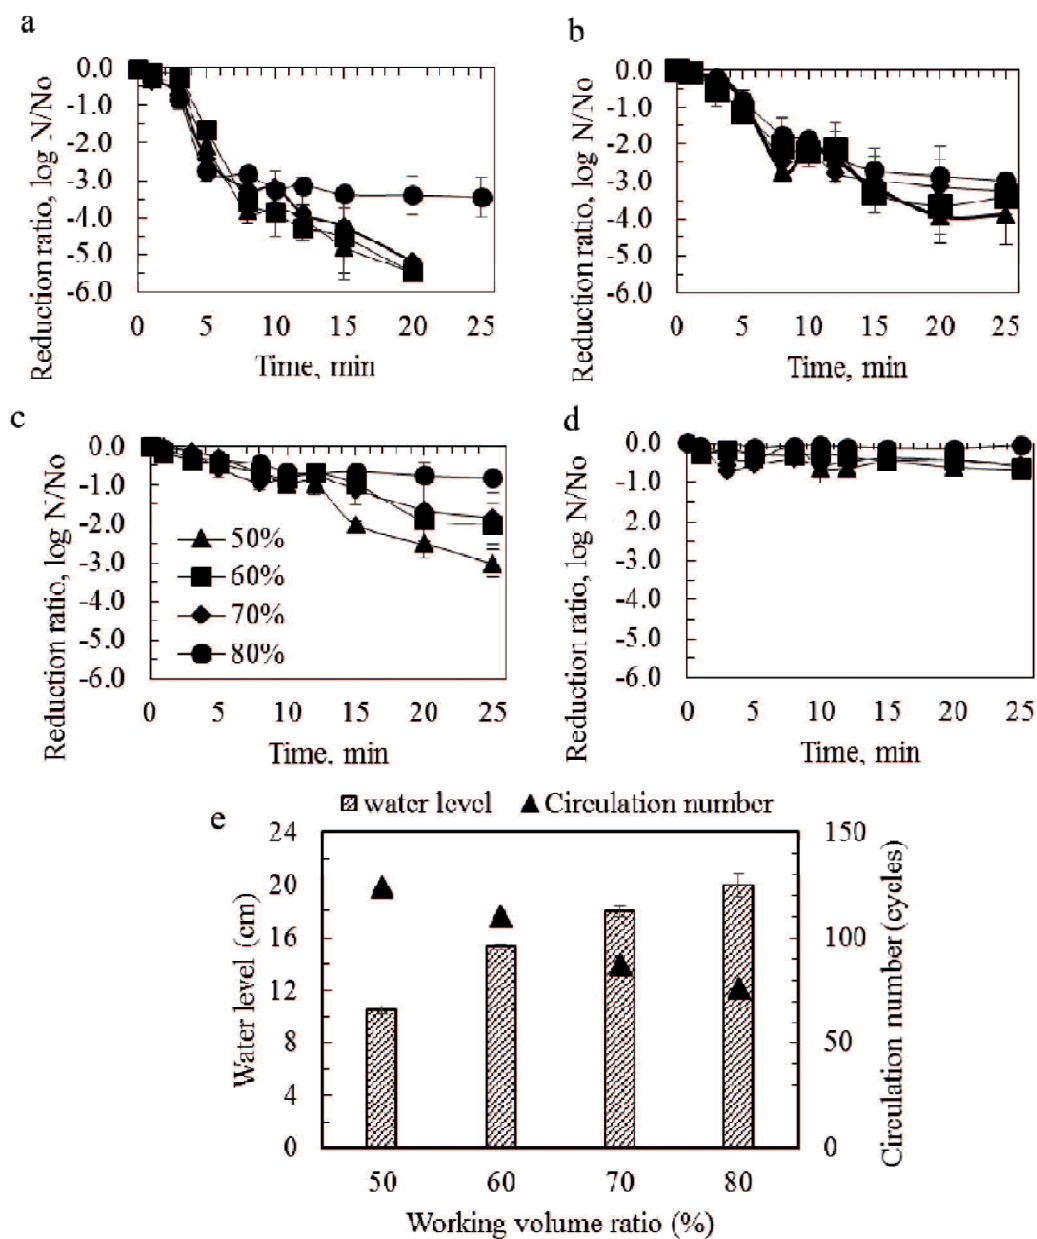 a
Reduction ratio, log N/No
0.0
-1.0
-2.0
-3.0
-4.0
-5.0
-6.0
0 5 10 15 20 25
Time, min
b
Reduction ratio, log N/No
0.0
-1.0
-2.0
-3.0
-4.0
-5.0
-6.0
0 5 10 15 20 25
Time, min
c
Reduction ratio, log N/No
0.0
-1.0
-2.0
-3.0
-4.0
-5.0
-6.0
50%
60%
70%
80%
0 5 10 15 20 25
Time, min
d
Reduction ratio, log N/No
0.0
-1.0
-2.0
-3.0
-4.0
-5.0
-6.0
0 5 10 15 20 25
Time, min
e
water level Circulation number
Water level (cm)
24
20
16
12
8
4
0
150
100
50
0
Circulation number (cycles)
50 60 70 80
Working volume ratio (%)